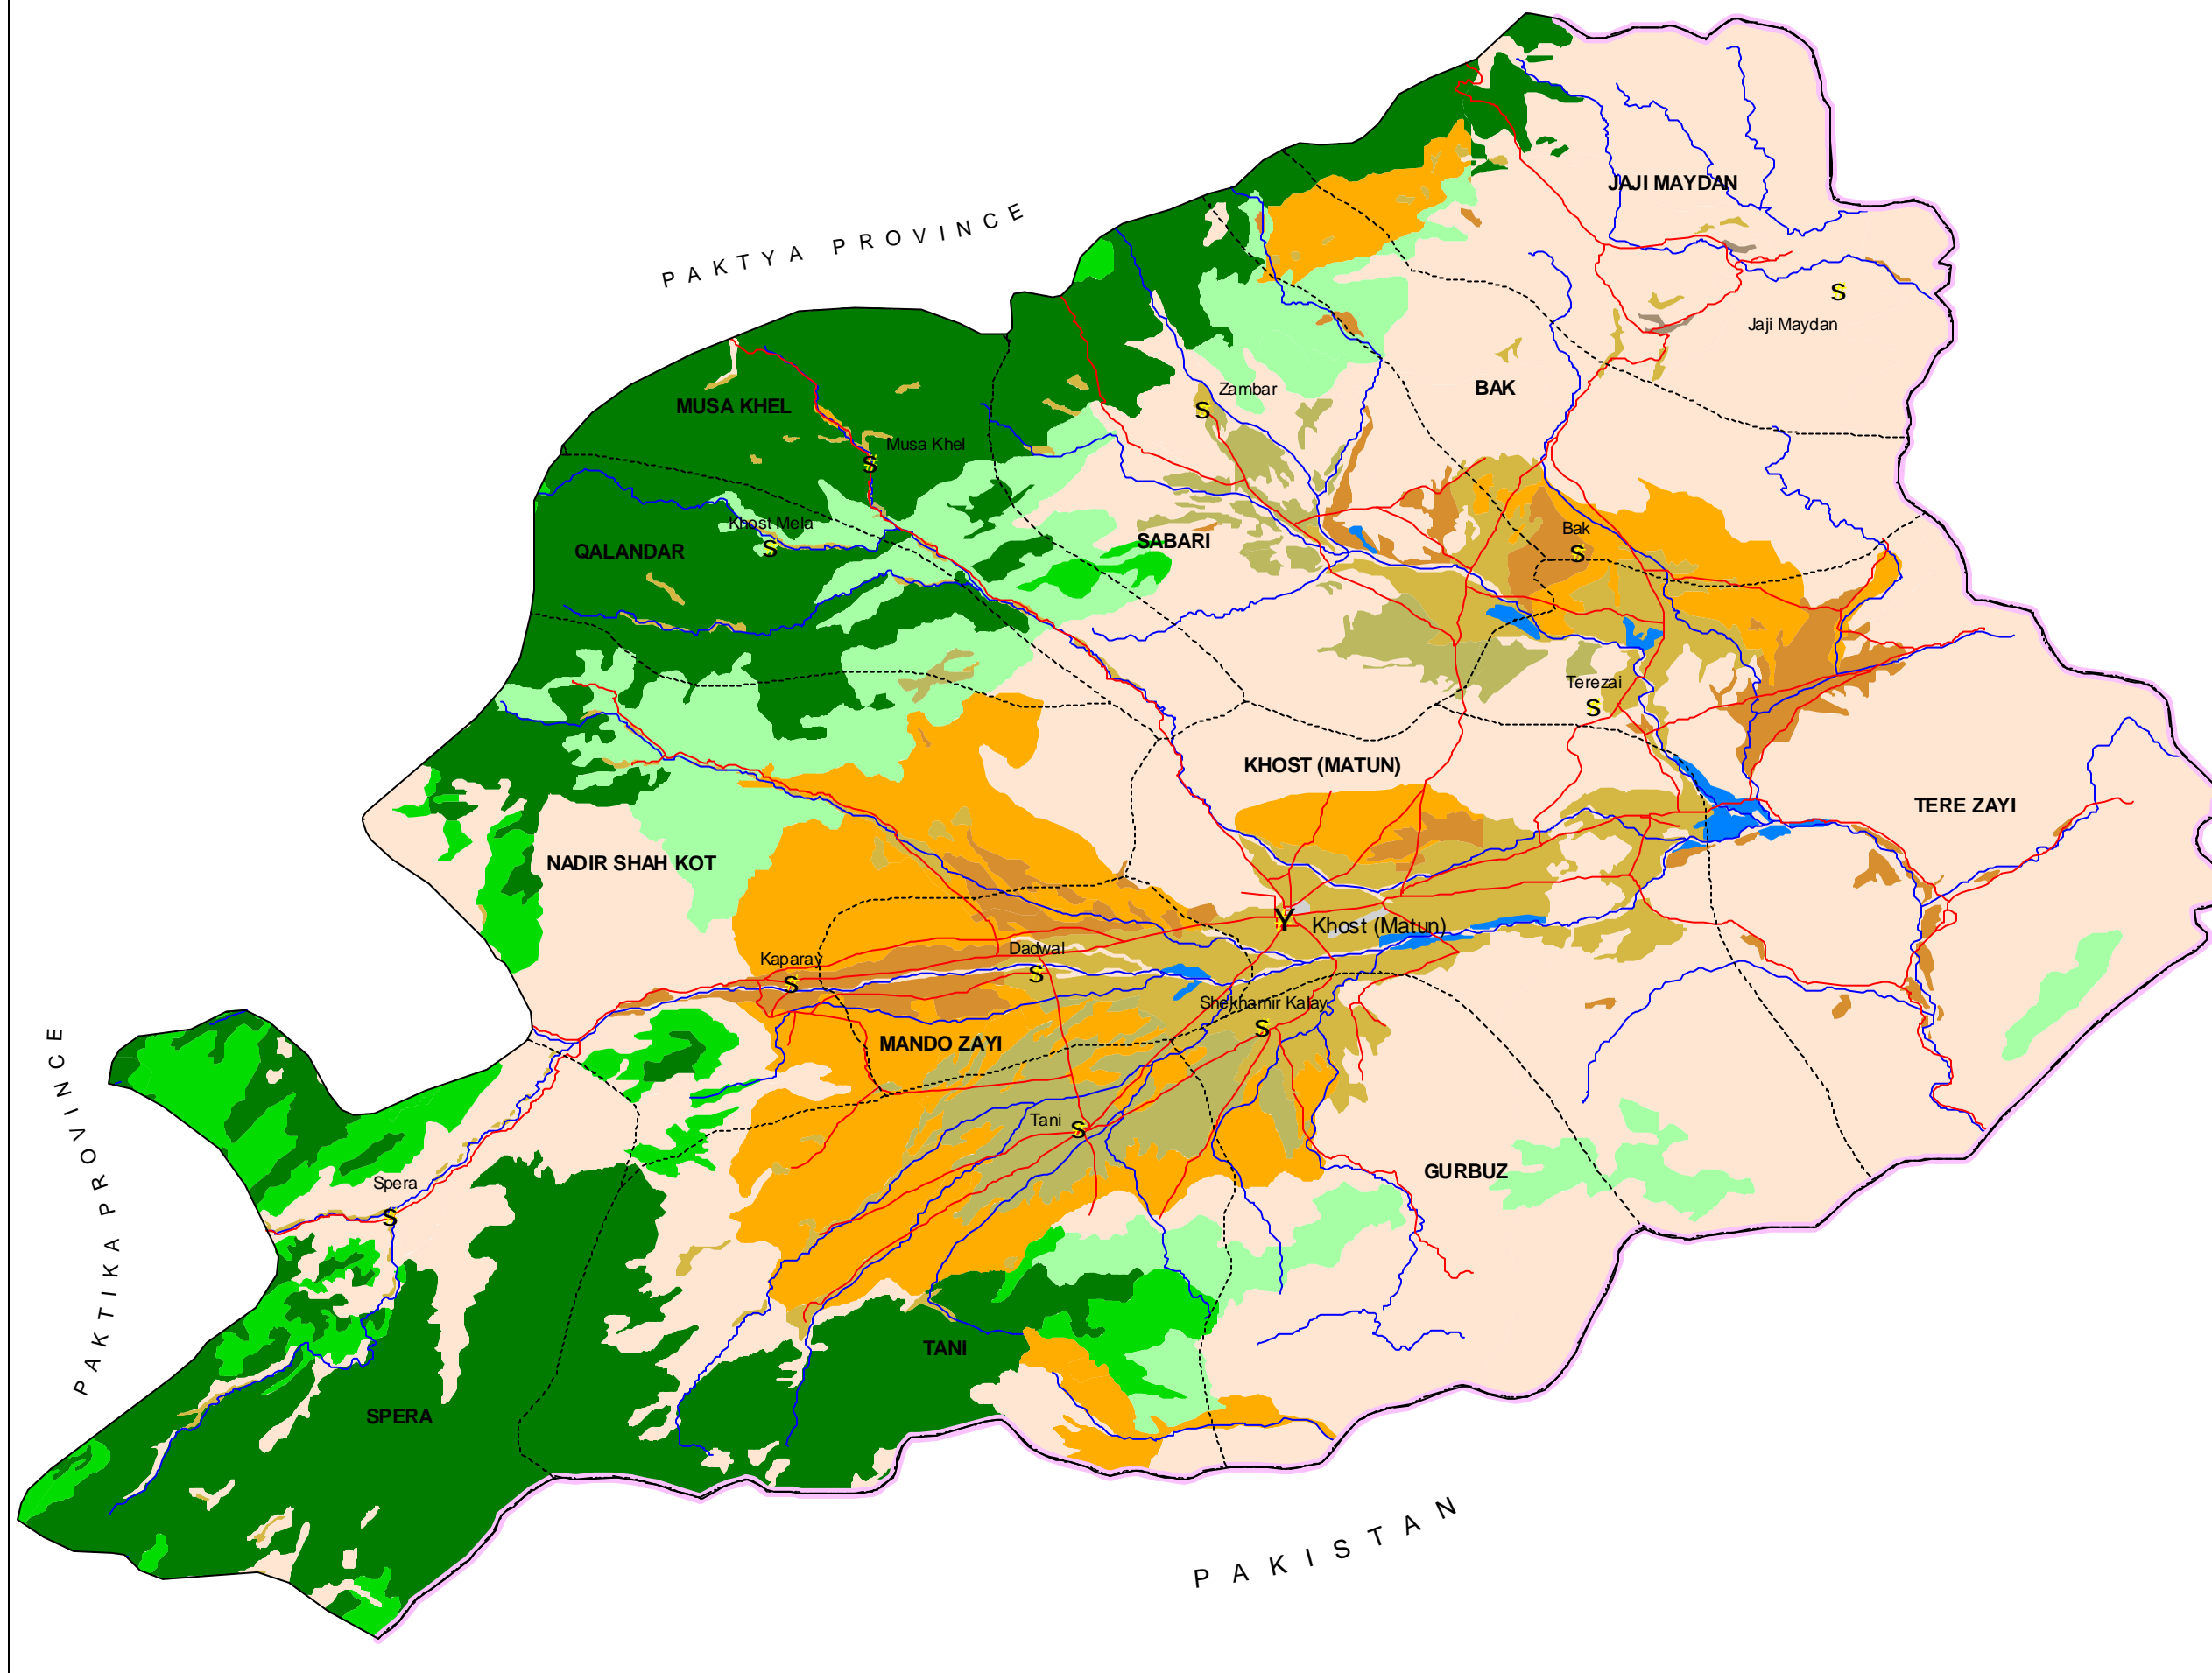 JAJI MAYDAN
PAKTYA PROVINCE
S
Jaji Maydan
Zambar
S
BAK
MUSA KHEL
Musa Khel
S
Khost Mela
S
QALANDAR
SABARI
Bak
S
Terezai
S
KHOST (MATUN)
TERE ZAYI
NADIR SHAH KOT
Y
Khost (Matun)
Dadwal
S
Kaparay
S
Shekhamir Kalay
S
MANDO ZAYI
Tani
S
GURBUZ
PAKTIKA PROVINCE
Spera
S
TANI
SPERA
PAKISTAN